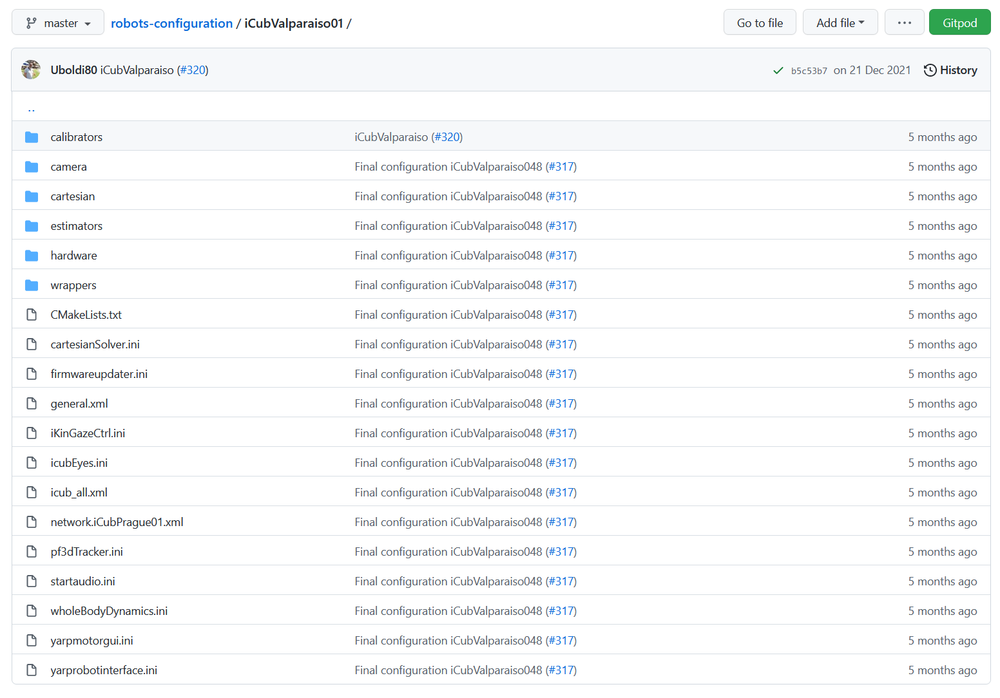 master robots-configuration / iCubValparaiso01 / Go to file Add file ... Gitpod
Uboldi80 iCubValparaiso (#320) b5c53b7 on 21 Dec 2021 History
..
calibrators iCubValparaiso (#320) 5 months ago
camera Final configuration iCubValparaiso048 (#317) 5 months ago
cartesian Final configuration iCubValparaiso048 (#317) 5 months ago
estimators Final configuration iCubValparaiso048 (#317) 5 months ago
hardware Final configuration iCubValparaiso048 (#317) 5 months ago
wrappers Final configuration iCubValparaiso048 (#317) 5 months ago
CMakeLists.txt Final configuration iCubValparaiso048 (#317) 5 months ago
cartesianSolver.ini Final configuration iCubValparaiso048 (#317) 5 months ago
firmwareupdater.ini Final configuration iCubValparaiso048 (#317) 5 months ago
general.xml Final configuration iCubValparaiso048 (#317) 5 months ago
iKinGazeCtrl.ini Final configuration iCubValparaiso048 (#317) 5 months ago
icubEyes.ini Final configuration iCubValparaiso048 (#317) 5 months ago
icub_all.xml Final configuration iCubValparaiso048 (#317) 5 months ago
network.iCubPrague01.xml Final configuration iCubValparaiso048 (#317) 5 months ago
pf3dTracker.ini Final configuration iCubValparaiso048 (#317) 5 months ago
startaudio.ini Final configuration iCubValparaiso048 (#317) 5 months ago
wholeBodyDynamics.ini Final configuration iCubValparaiso048 (#317) 5 months ago
yarpmotorgui.ini Final configuration iCubValparaiso048 (#317) 5 months ago
yarprobotinterface.ini Final configuration iCubValparaiso048 (#317) 5 months ago